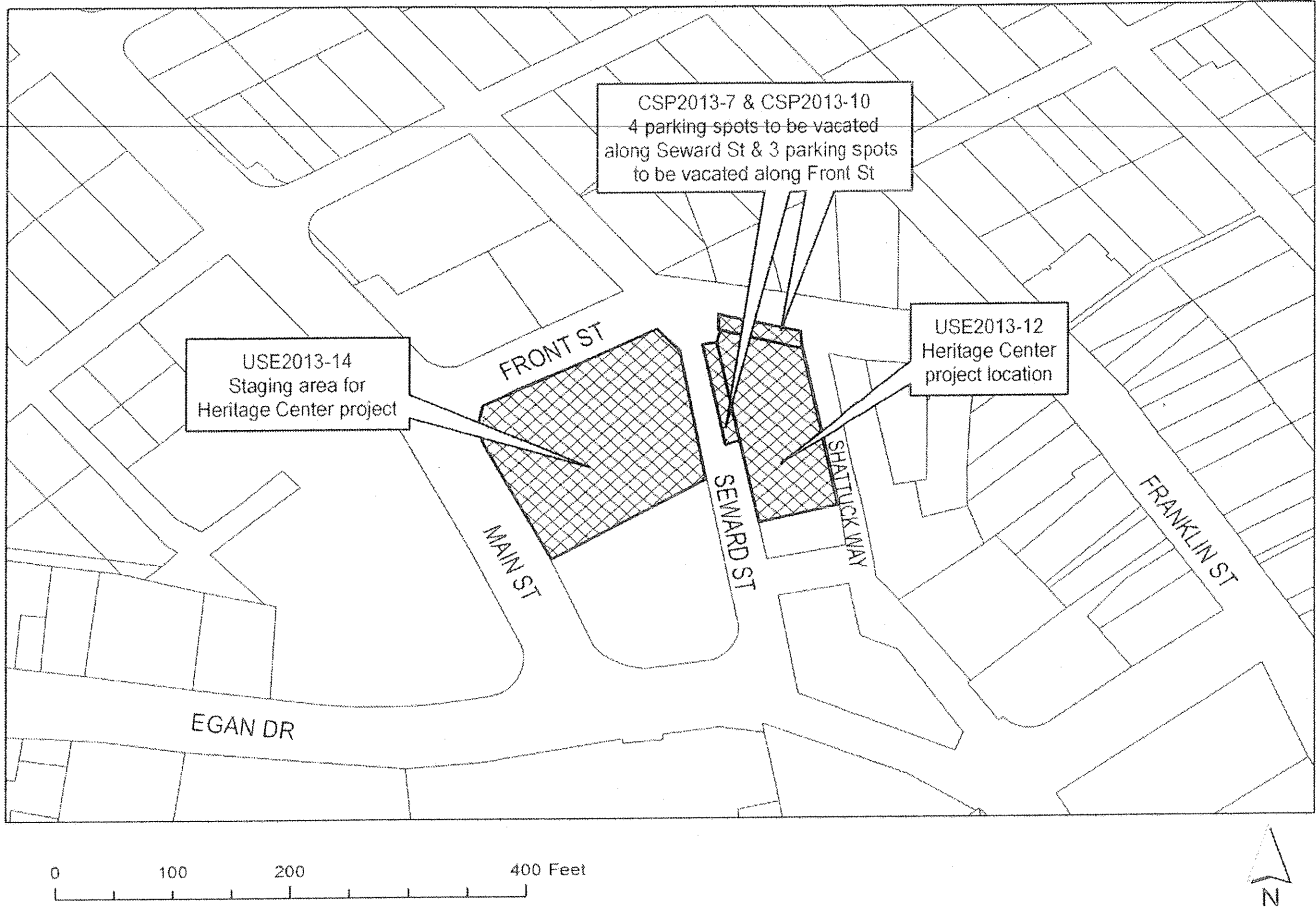 CSP2013-7 & CSP2013-10
4 parking spots to be vacated
along Seward St & 3 parking spots
to be vacated along Front St
USE2013-12
Heritage Center
project location
USE2013-14
Staging area for
Heritage Center project
FRONT ST
SHATTUCK WAY
SEWARD ST
MAIN ST
FRANKLIN ST
EGAN DR
0 100 200 400 Feet
N